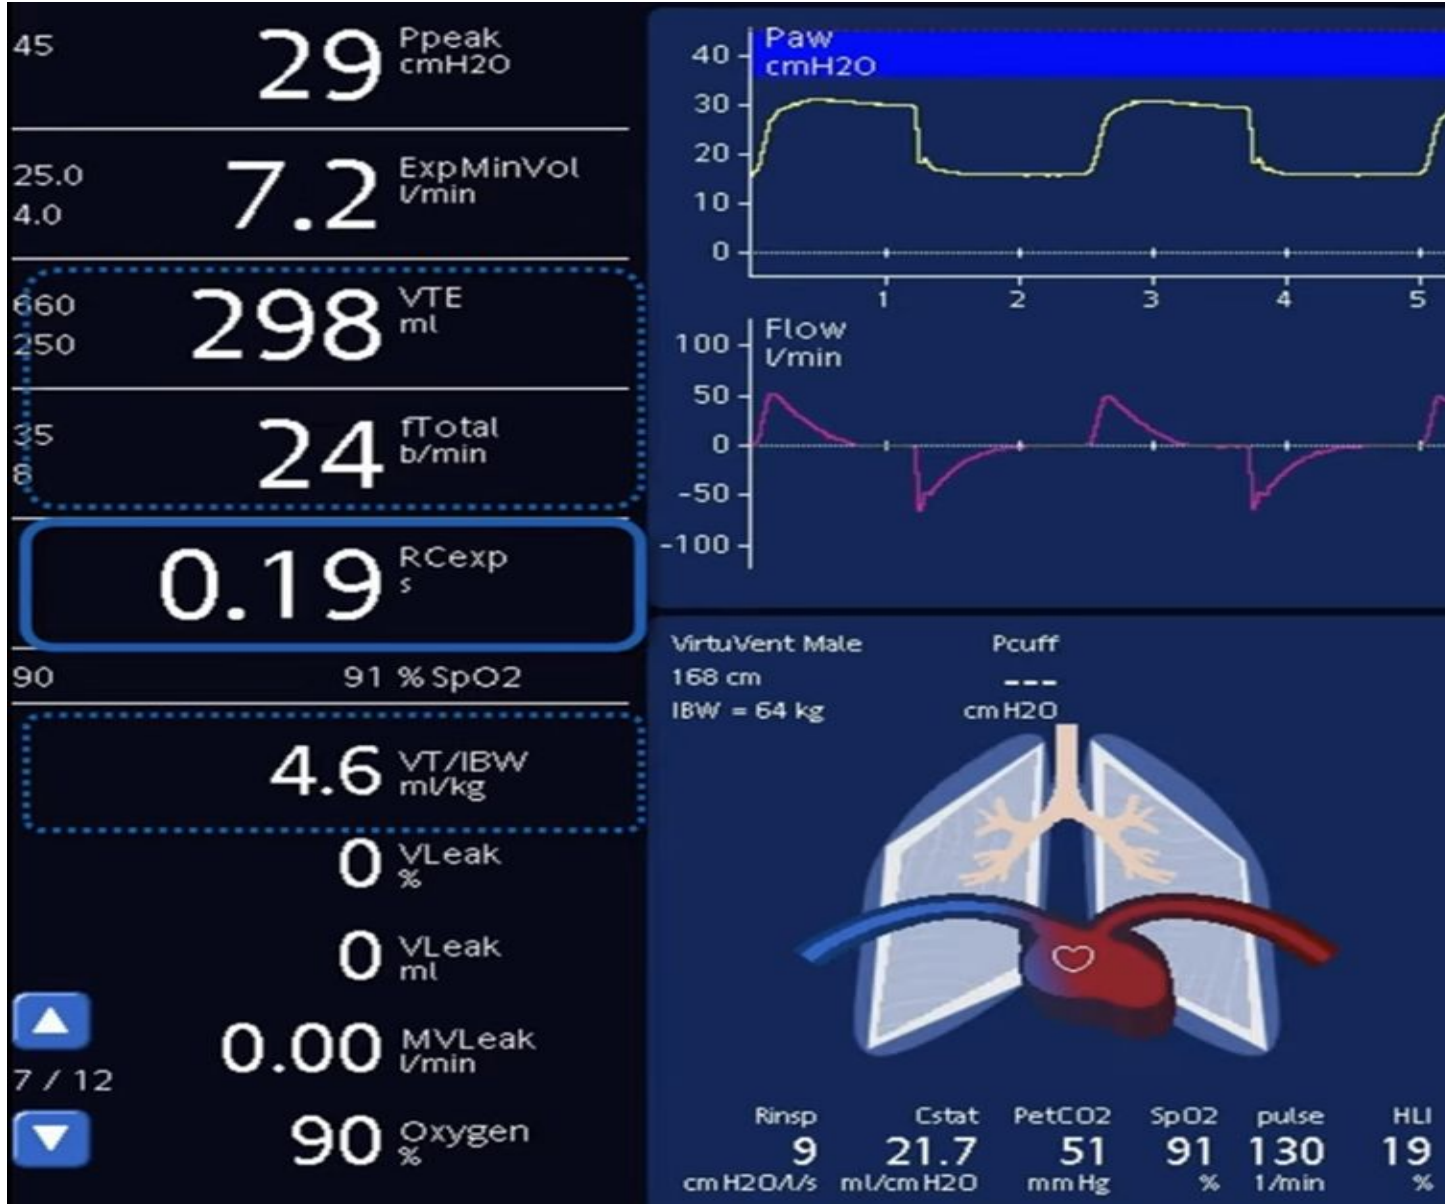 45 29 Ppeak
cmH2O
25.0 7.2 ExpMinVol
4.0 l/min
660 298 VTE
250 ml
35 24 fTotal
8 b/min
0.19 RCexp
s
90 91 % SpO2
4.6 VT/IBW
ml/kg
0 VLeak
%
0 VLeak
ml
0.00 MVLeak
l/min
7 / 12
90 Oxygen
%
Paw
cmH2O
40
30
20
10
0
1 2 3 4 5
Flow
l/min
100
50
0
-50
-100
VirtuVent Male Pcuff
168 cm ---
IBW = 64 kg cmH2O
Rinsp Cstat PetCO2 SpO2 pulse HLI
9 21.7 51 91 130 19
cmH2O/l/s ml/cmH2O mmHg % 1/min %